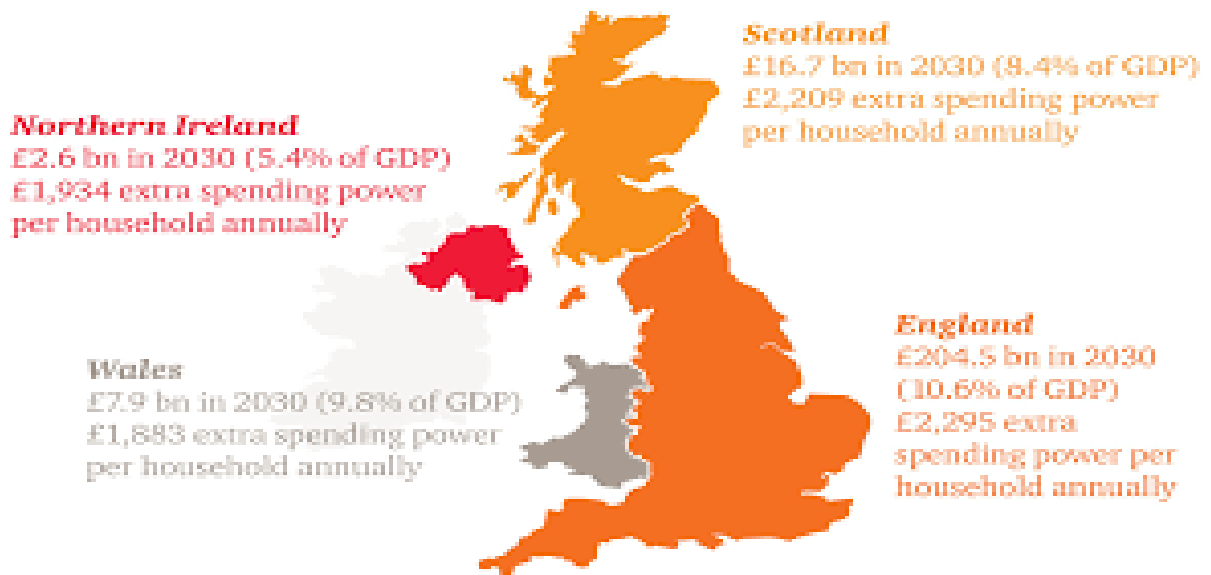 Scotland
£16.7 bn in 2030 (8.4% of GDP)
£2,209 extra spending power
per household annually
Northern Ireland
£2.6 bn in 2030 (5.4% of GDP)
£1,934 extra spending power
per household annually
England
£204.5 bn in 2030
(10.6% of GDP)
£2,295 extra
spending power per
household annually
Wales
£7.9 bn in 2030 (9.8% of GDP)
£1,883 extra spending power
per household annually